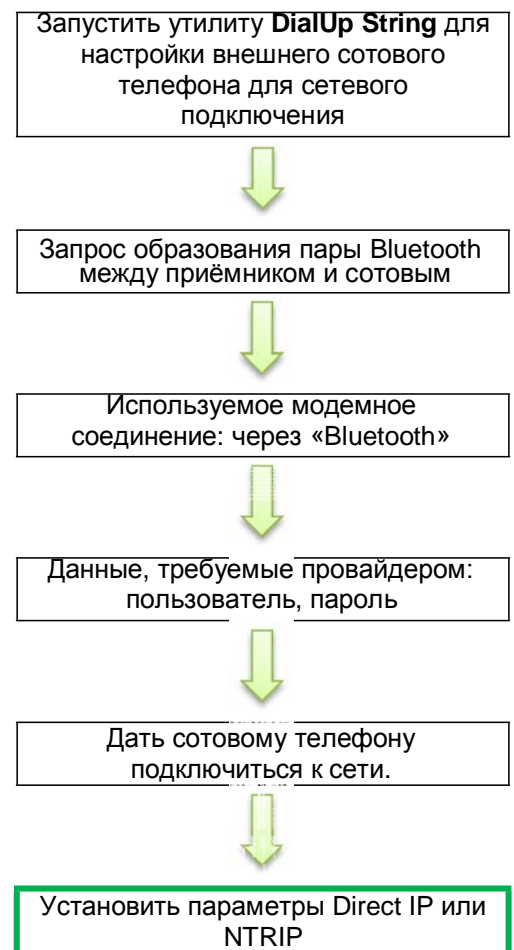 Запустить утилиту DialUp String для
настройки внешнего сотового
телефона для сетевого
подключения
Запрос образования пары Bluetooth
между приёмником и сотовым
Используемое модемное
соединение: через «Bluetooth»
Данные, требуемые провайдером:
пользователь, пароль
Дать сотовому телефону
подключиться к сети.
Установить параметры Direct IP или
NTRIP